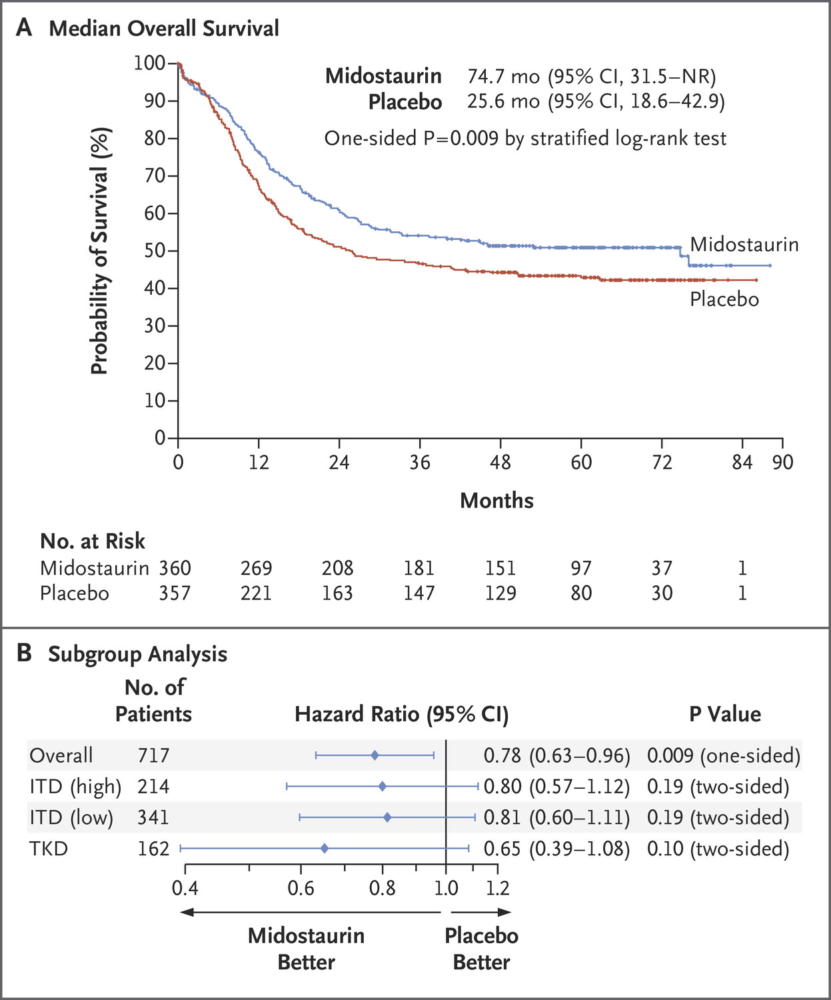 A Median Overall Survival
100
90
80
70
60
50
40
30
20
10
0
Probability of Survival (%)
Midostaurin 74.7 mo (95% CI, 31.5–NR)
Placebo 25.6 mo (95% CI, 18.6–42.9)
One-sided P=0.009 by stratified log-rank test
Midostaurin
Placebo
0 12 24 36 48 60 72 84 90
Months
No. at Risk
Midostaurin 360 269 208 181 151 97 37 1
Placebo 357 221 163 147 129 80 30 1
B Subgroup Analysis
No. of
Patients Hazard Ratio (95% CI) P Value
Overall 717 0.78 (0.63–0.96) 0.009 (one-sided)
ITD (high) 214 0.80 (0.57–1.12) 0.19 (two-sided)
ITD (low) 341 0.81 (0.60–1.11) 0.19 (two-sided)
TKD 162 0.65 (0.39–1.08) 0.10 (two-sided)
0.4 0.6 0.8 1.0 1.2
Midostaurin Placebo
Better Better